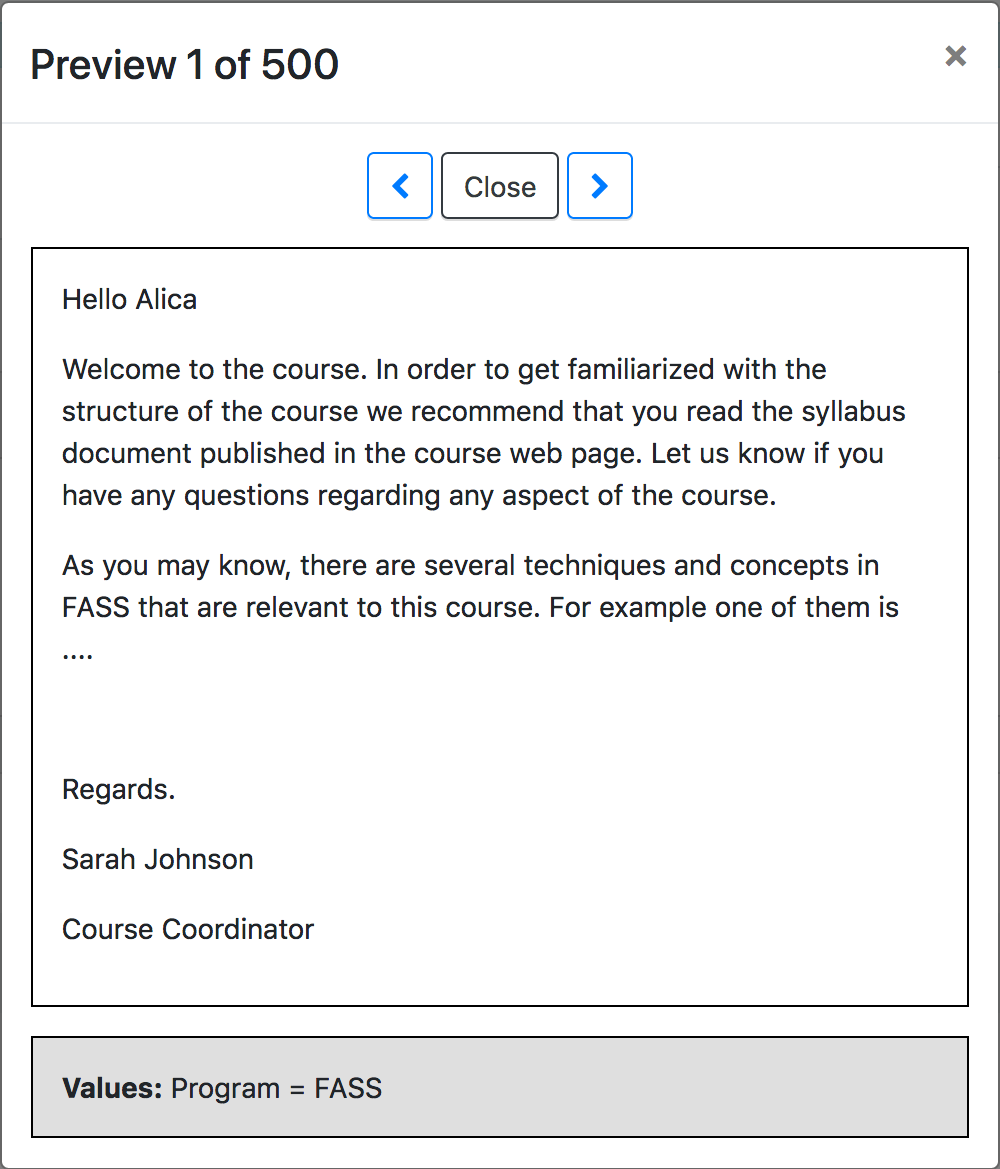 Preview 1 of 500
×
Close
Hello Alica
Welcome to the course. In order to get familiarized with the
structure of the course we recommend that you read the syllabus
document published in the course web page. Let us know if you
have any questions regarding any aspect of the course.
As you may know, there are several techniques and concepts in
FASS that are relevant to this course. For example one of them is
....
Regards.
Sarah Johnson
Course Coordinator
Values: Program = FASS